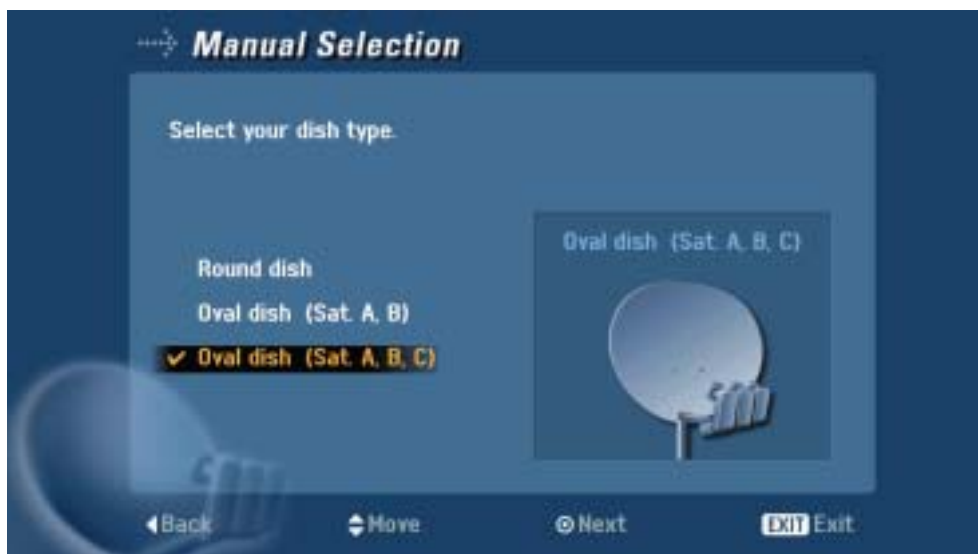 Manual Selection
Select your dish type.
Oval dish (Sat. A, B, C)
Round dish
Oval dish (Sat. A, B)
Oval dish (Sat. A, B, C)
Back Move Next EXIT Exit